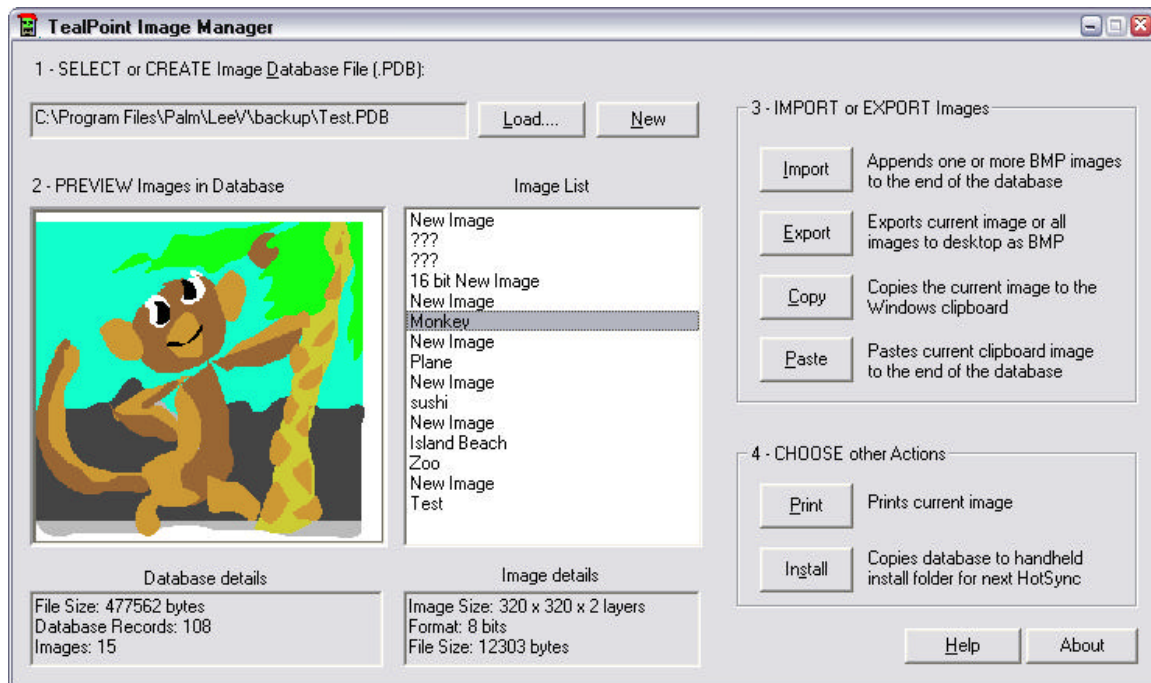 TealPoint Image Manager
1 - SELECT or CREATE Image Database File (.PDB):
C:\Program Files\Palm\LeeV\backup\Test.PDB
Load....
New
2 - PREVIEW Images in Database
Image List
New Image
???
???
16 bit New Image
New Image
Monkey
New Image
Plane
New Image
sushi
New Image
Island Beach
Zoo
New Image
Test
Database details
File Size: 477562 bytes
Database Records: 108
Images: 15
Image details
Image Size: 320 x 320 x 2 layers
Format: 8 bits
File Size: 12303 bytes
3 - IMPORT or EXPORT Images
Import
Appends one or more BMP images
to the end of the database
Export
Exports current image or all
images to desktop as BMP
Copy
Copies the current image to the
Windows clipboard
Paste
Pastes current clipboard image
to the end of the database
4 - CHOOSE other Actions
Print
Prints current image
Install
Copies database to handheld
install folder for next HotSync
Help
About